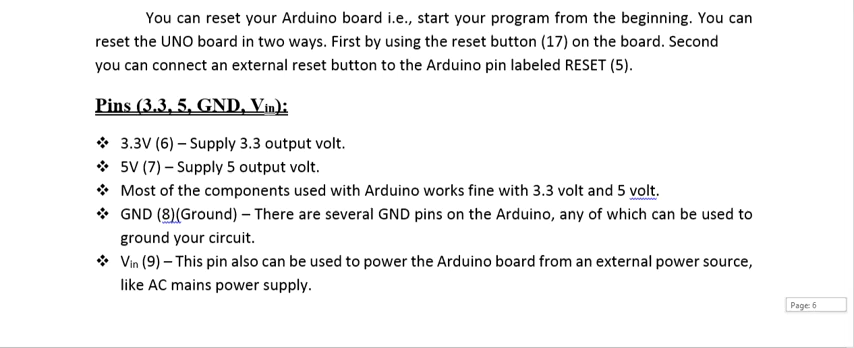 You can reset your Arduino board i.e., start your program from the beginning. You can
reset the UNO board in two ways. First by using the reset button (17) on the board. Second
you can connect an external reset button to the Arduino pin labeled RESET (5).
Pins (3.3, 5, GND, Vin):
❖ 3.3V (6) – Supply 3.3 output volt.
❖ 5V (7) – Supply 5 output volt.
❖ Most of the components used with Arduino works fine with 3.3 volt and 5 volt.
❖ GND (8)(Ground) – There are several GND pins on the Arduino, any of which can be used to
ground your circuit.
❖ Vin (9) – This pin also can be used to power the Arduino board from an external power source,
like AC mains power supply.
Page: 6